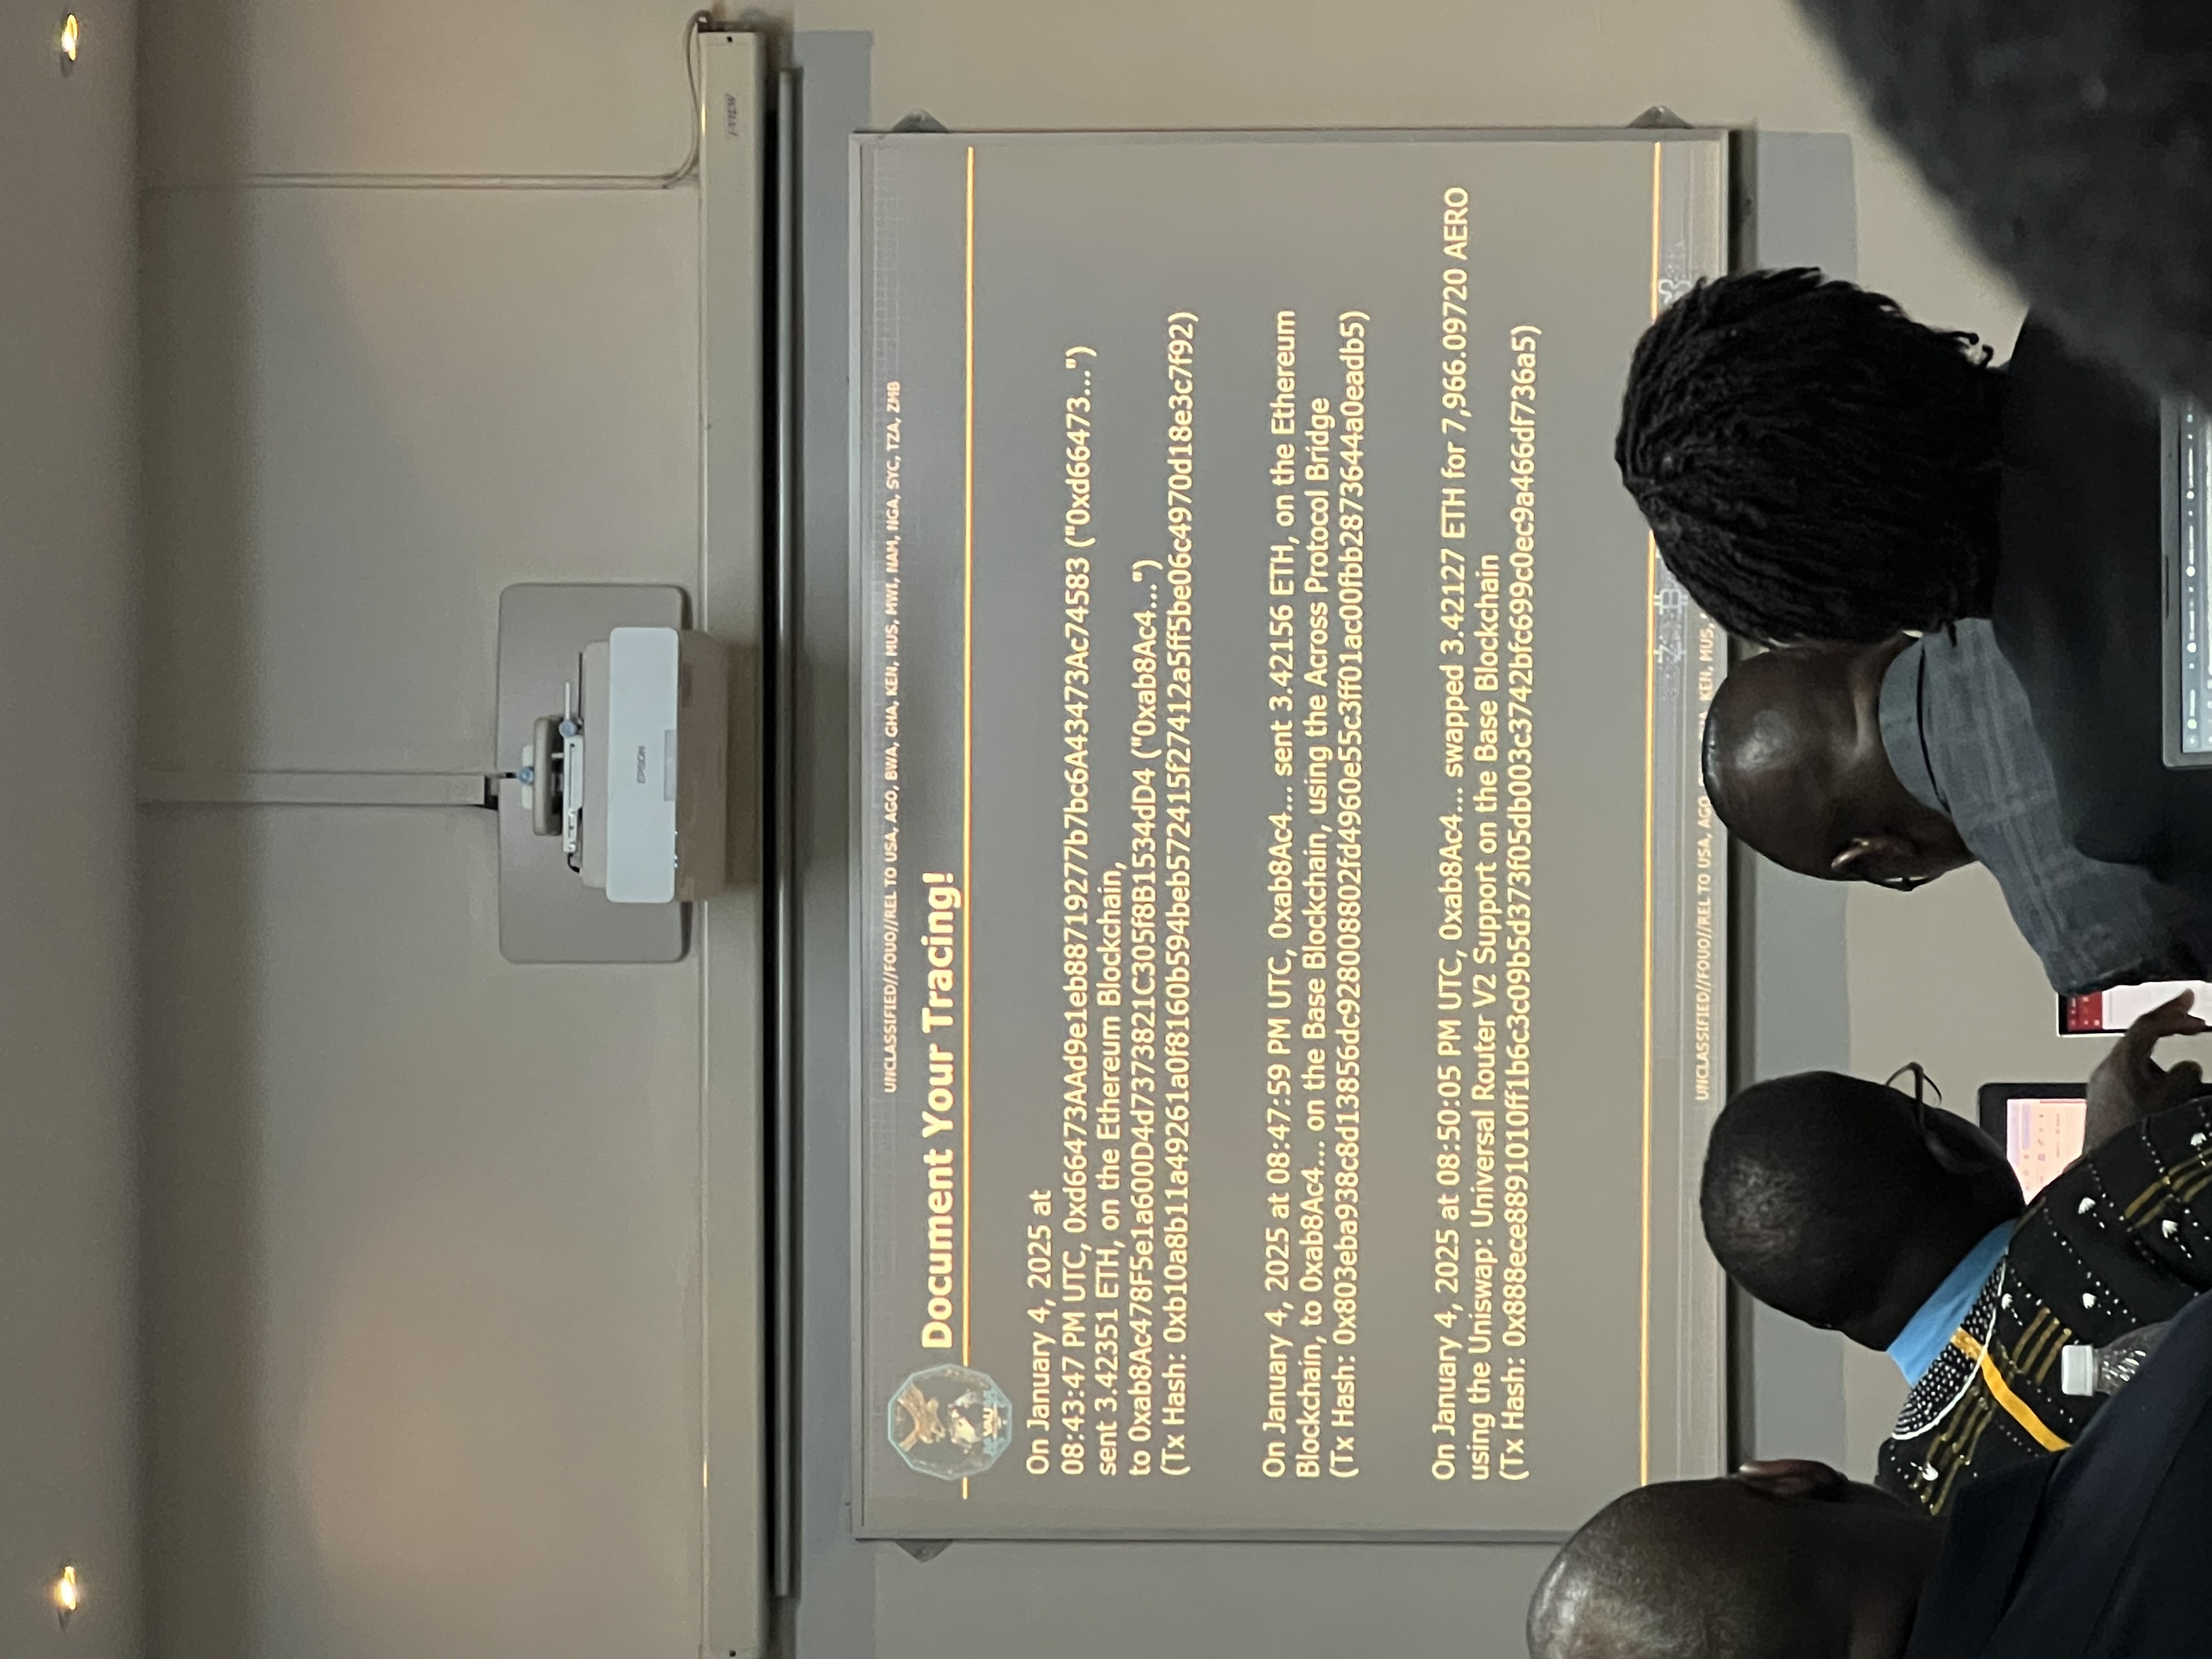 EPSON
i-VIEW
UNCLASSIFIED//FOUO//REL TO USA, AGO, BWA, GHA, KEN, MUS, MWI, NAM, NGA, SYC, TZA, ZMB
Document Your Tracing!
VAU
On January 4, 2025 at
08:43:47 PM UTC, 0xd66473AAd9e1eb88719277b7bc6A43473Ac74583 ("0xd66473...")
sent 3.42351 ETH, on the Ethereum Blockchain,
to 0xab8Ac478F5e1a600D4d7373821C305f8B1534dD4 ("0xab8Ac4...")
(Tx Hash: 0xb10a8b11a49261a0f8160b594beb572415f27412a5ff5be06c4970d18e3c7f92)
On January 4, 2025 at 08:47:59 PM UTC, 0xab8Ac4... sent 3.42156 ETH, on the Ethereum
Blockchain, to 0xab8Ac4... on the Base Blockchain, using the Across Protocol Bridge
(Tx Hash: 0x803eba938c8d13856dc928008802fd4960e55c3ff01ac00fbb2873644a0eadb5)
On January 4, 2025 at 08:50:05 PM UTC, 0xab8Ac4... swapped 3.42127 ETH for 7,966.09720 AERO
using the Uniswap: Universal Router V2 Support on the Base Blockchain
(Tx Hash: 0x888ece8891010ff1b6c3c09b5d373f05db003c3742bfc699c0ec9a466df736a5)
UNCLASSIFIED//FOUO//REL TO USA, AGO, KEN, MUS,